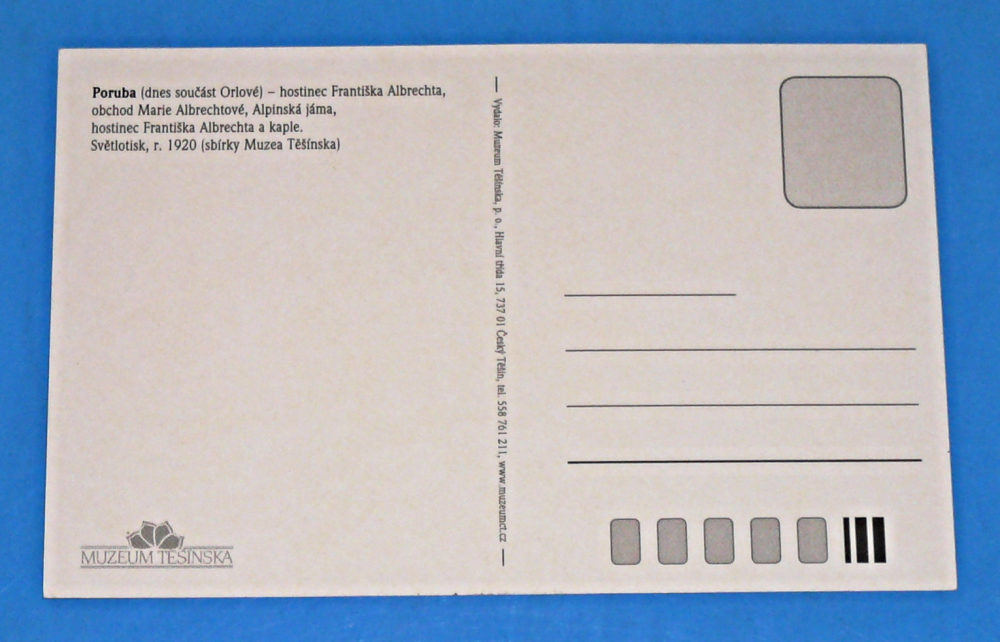 Poruba (dnes součást Orlové) – hostinec Františka Albrechta,
obchod Marie Albrechtové, Alpinská jáma,
hostinec Františka Albrechta a kaple.
Světlotisk, r. 1920 (sbírky Muzea Těšínska)
Vydalo: Muzeum Těšínska, p. o., Hlavní třída 15, 737 01 Český Těšín, tel. 558 761 211, www.muzeumct.cz
MUZEUM TĚŠÍNSKA